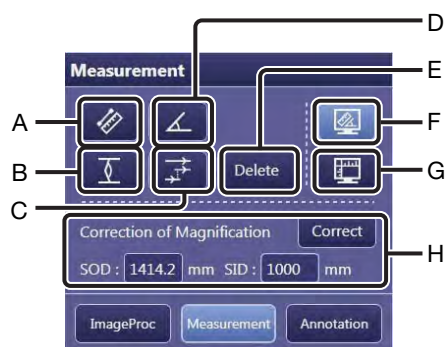 D
Measurement
E
A
F
B
Delete
G
C
Correction of Magnification Correct
H
SOD : 1414.2 mm SID : 1000 mm
ImageProc Measurement Annotation